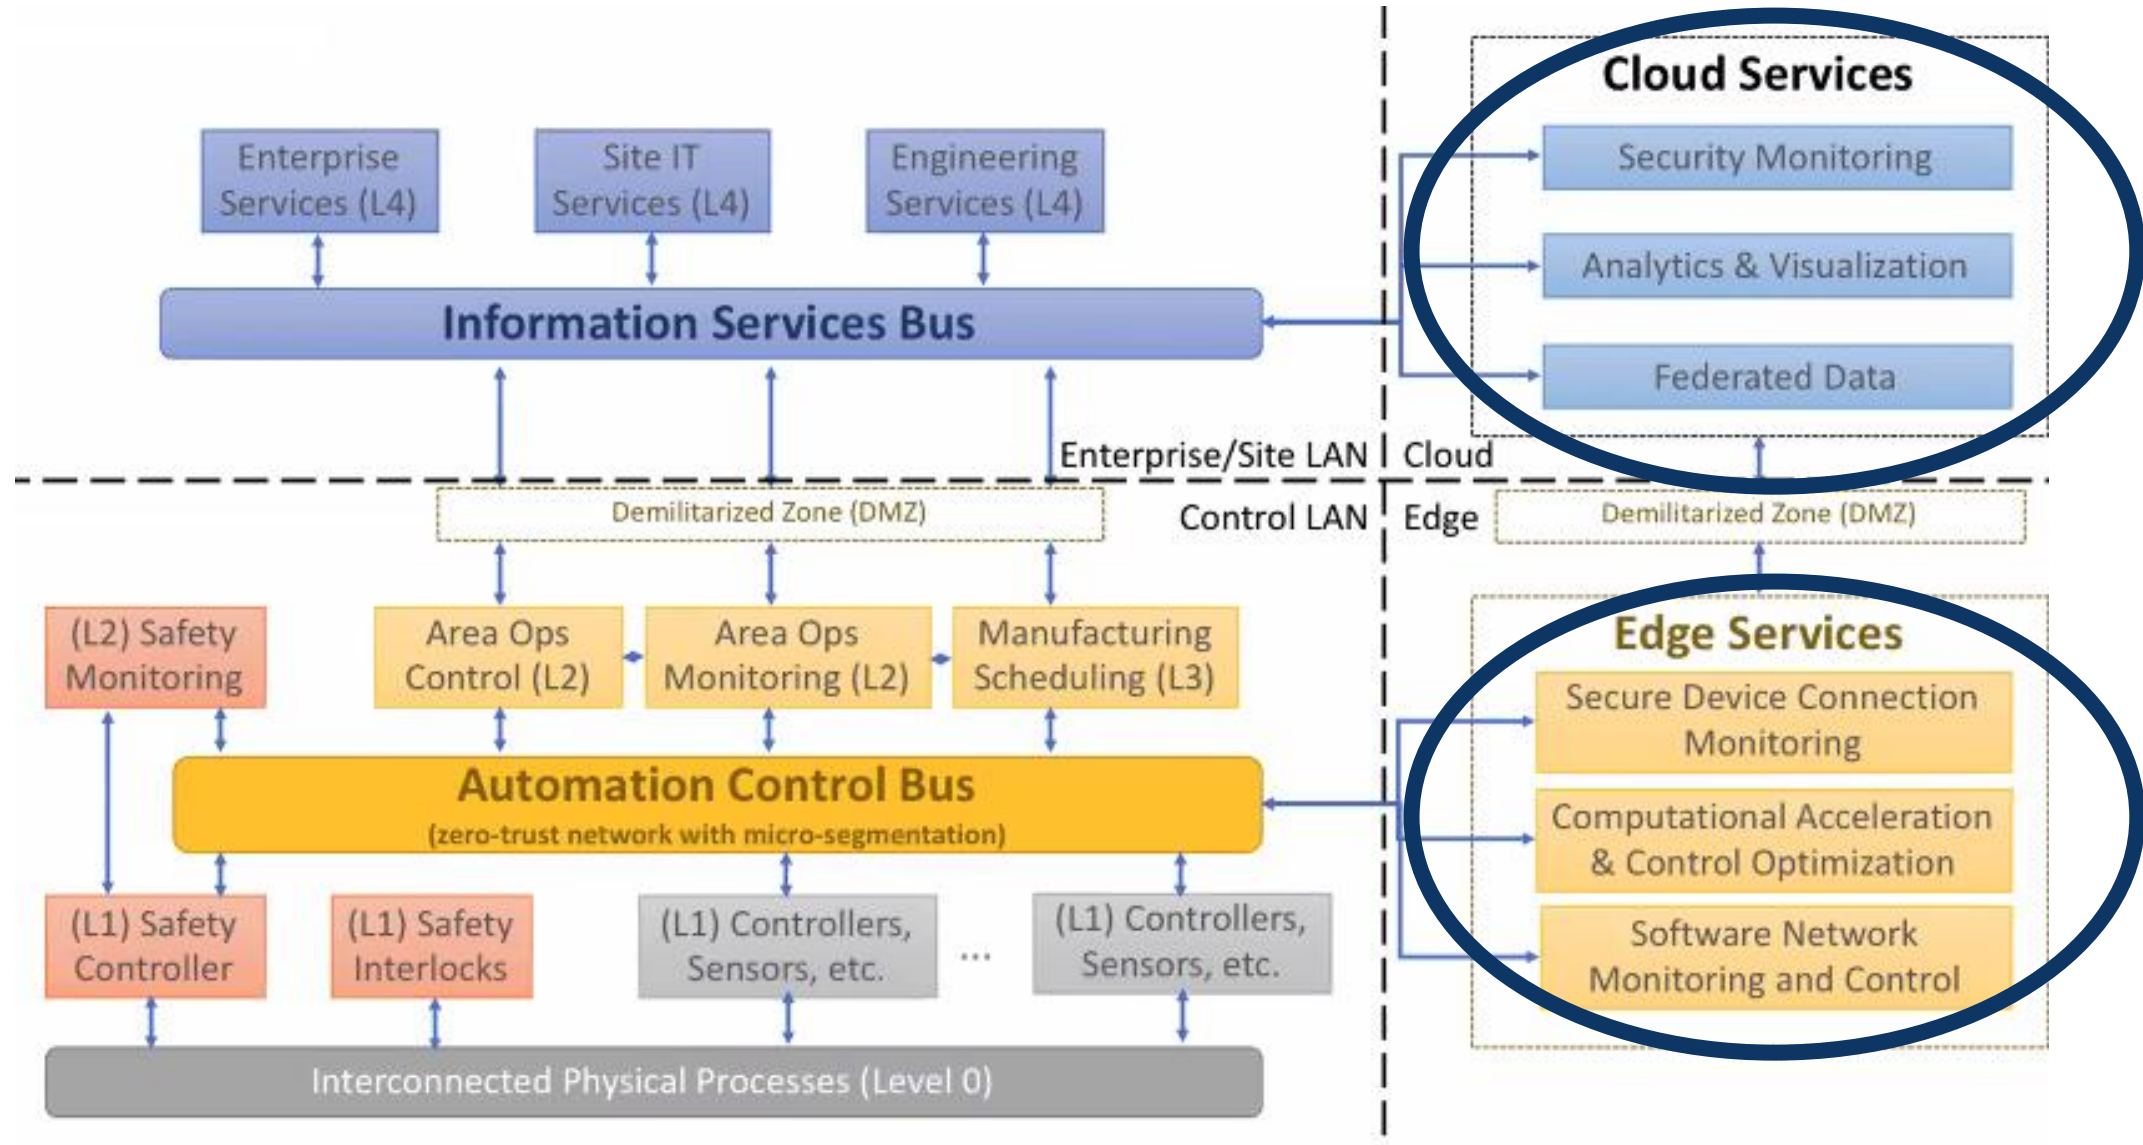 Cloud Services
Security Monitoring
Analytics & Visualization
Federated Data
Enterprise
Services (L4)
Site IT
Services (L4)
Engineering
Services (L4)
Information Services Bus
Enterprise/Site LAN
Cloud
Demilitarized Zone (DMZ)
Control LAN
Edge
Demilitarized Zone (DMZ)
(L2) Safety
Monitoring
Area Ops
Control (L2)
Area Ops
Monitoring (L2)
Manufacturing
Scheduling (L3)
Edge Services
Secure Device Connection
Monitoring
Computational Acceleration
& Control Optimization
Software Network
Monitoring and Control
Automation Control Bus
(zero-trust network with micro-segmentation)
(L1) Safety
Controller
(L1) Safety
Interlocks
(L1) Controllers,
Sensors, etc.
...
(L1) Controllers,
Sensors, etc.
Interconnected Physical Processes (Level 0)